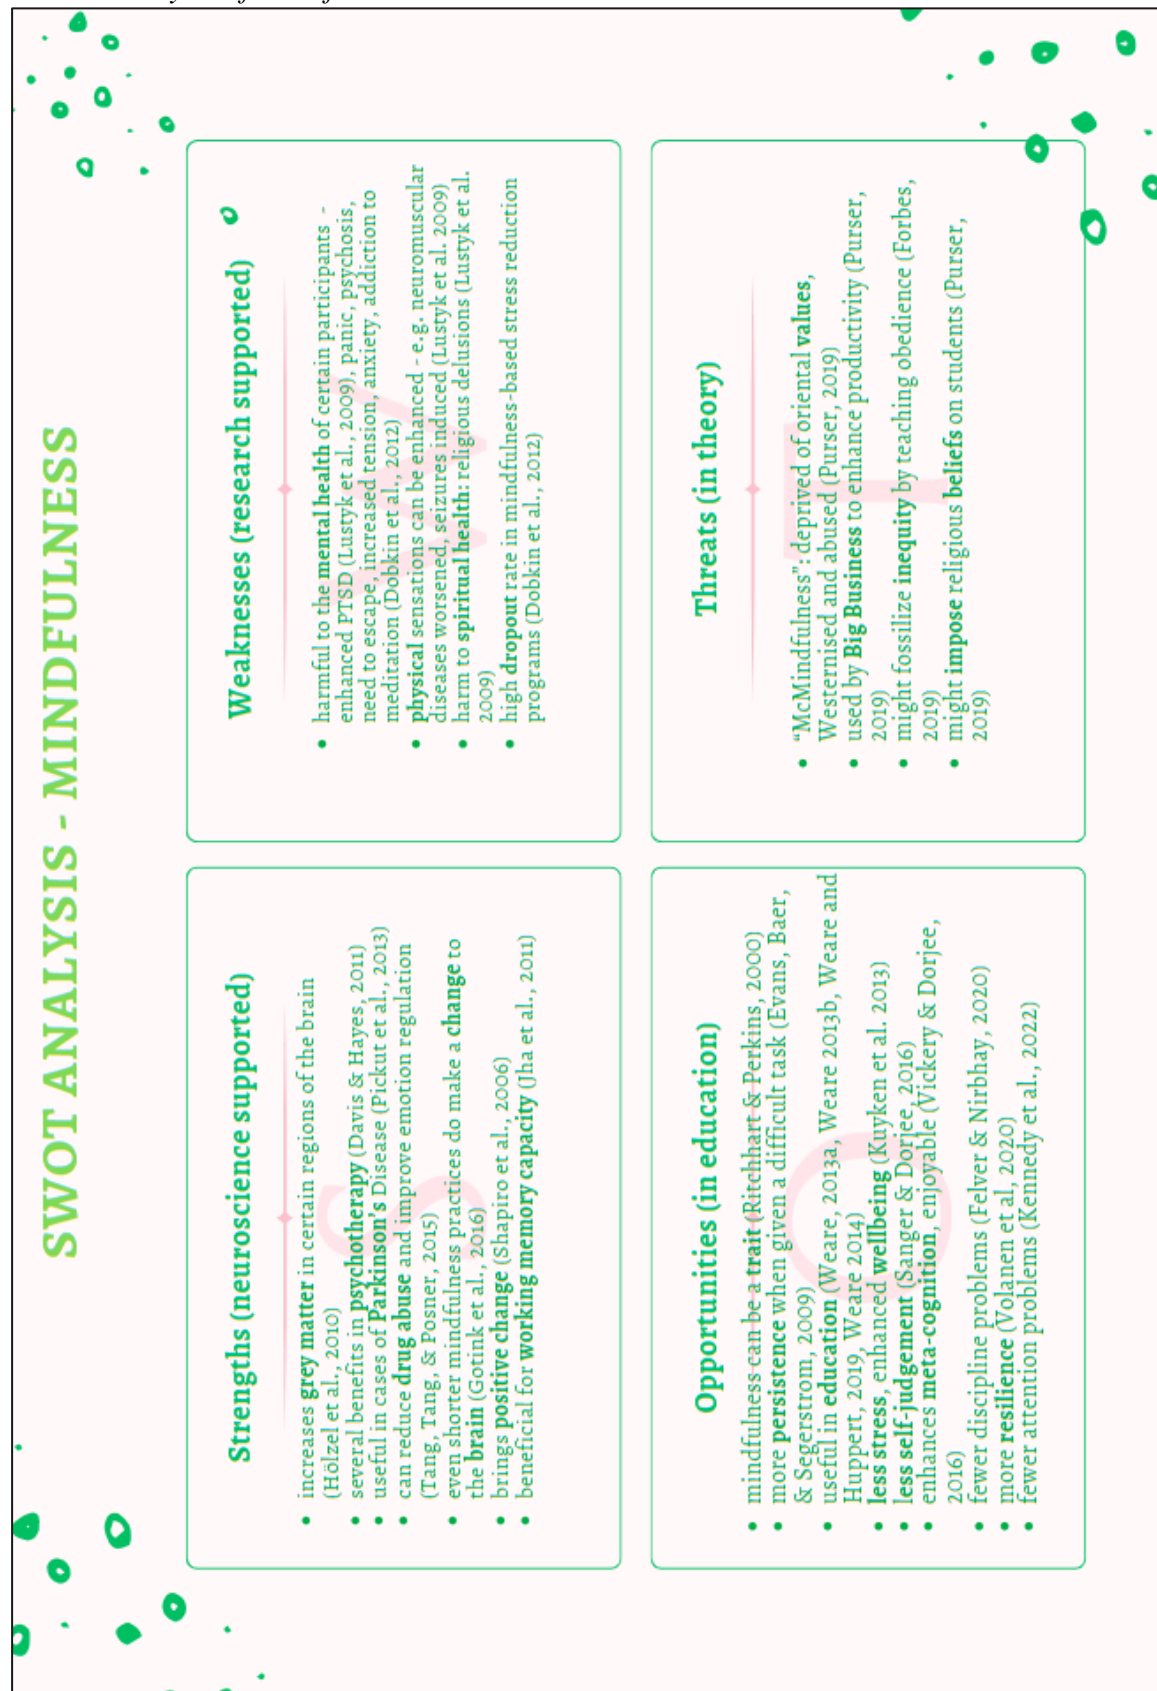 SWOT ANALYSIS - MINDFULNESS
Strengths (neuroscience supported)
S
• increases grey matter in certain regions of the brain
(Hölzel et al., 2010)
• several benefits in psychotherapy (Davis & Hayes, 2011)
• useful in cases of Parkinson's Disease (Pickut et al., 2013)
• can reduce drug abuse and improve emotion regulation
(Tang, Tang, & Posner, 2015)
• even shorter mindfulness practices do make a change to
the brain (Gotink et al., 2016)
• brings positive change (Shapiro et al., 2006)
• beneficial for working memory capacity (Jha et al., 2011)
Weaknesses (research supported)
W
• harmful to the mental health of certain participants -
enhanced PTSD (Lustyk et al., 2009), panic, psychosis,
need to escape, increased tension, anxiety, addiction to
meditation (Dobkin et al., 2012)
• physical sensations can be enhanced - e.g. neuromuscular
diseases worsened, seizures induced (Lustyk et al. 2009)
• harm to spiritual health: religious delusions (Lustyk et al.
2009)
• high dropout rate in mindfulness-based stress reduction
programs (Dobkin et al., 2012)
Opportunities (in education)
O
• mindfulness can be a trait (Ritchhart & Perkins, 2000)
• more persistence when given a difficult task (Evans, Baer,
& Segerstrom, 2009)
• useful in education (Weare, 2013a, Weare 2013b, Weare and
Huppert, 2019, Weare 2014)
• less stress, enhanced wellbeing (Kuyken et al. 2013)
• less self-judgement (Sanger & Dorjee, 2016)
• enhances meta-cognition, enjoyable (Vickery & Dorjee,
2016)
• fewer discipline problems (Felver & Nirbhay, 2020)
• more resilience (Volanen et al, 2020)
• fewer attention problems (Kennedy et al., 2022)
Threats (in theory)
T
• “McMindfulness”: deprived of oriental values,
Westernised and abused (Purser, 2019)
• used by Big Business to enhance productivity (Purser,
2019)
• might fossilize inequity by teaching obedience (Forbes,
2019)
• might impose religious beliefs on students (Purser,
2019)